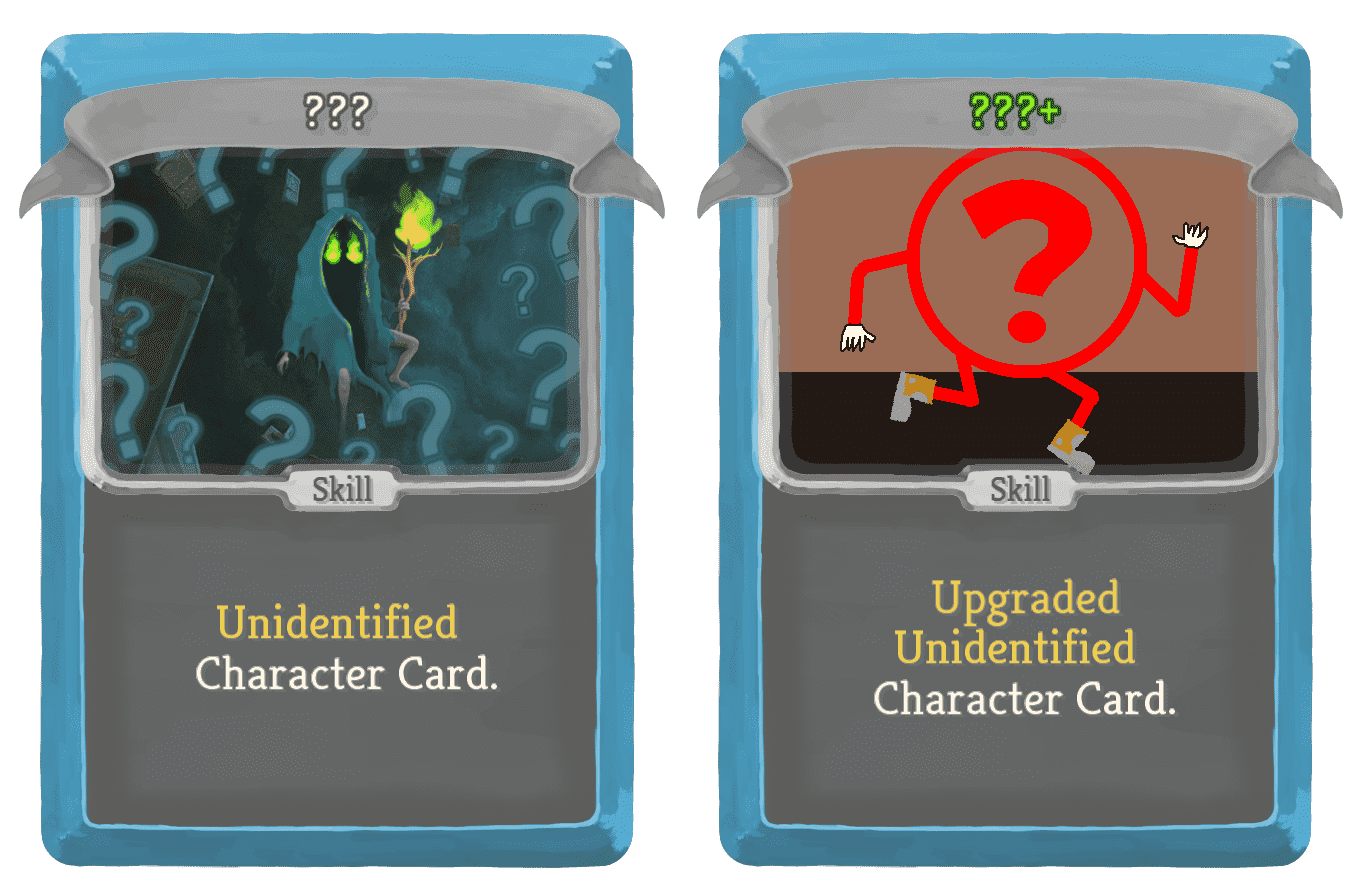 ???
Skill
Unidentified
Character Card.
???+
Skill
Upgraded
Unidentified
Character Card.